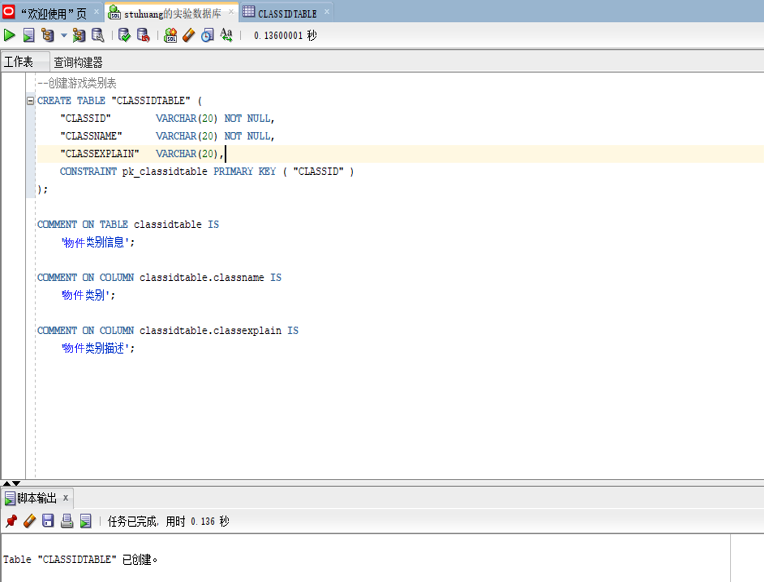 “欢迎使用”页 × stuhuang的实验数据库 × CLASSIDTABLE ×
0.13600001 秒
工作表 查询构建器
--创建游戏类别表
CREATE TABLE "CLASSIDTABLE" (
"CLASSID" VARCHAR(20) NOT NULL,
"CLASSNAME" VARCHAR(20) NOT NULL,
"CLASSEXPLAIN" VARCHAR(20),
CONSTRAINT pk_classidtable PRIMARY KEY ( "CLASSID" )
);
COMMENT ON TABLE classidtable IS
'物件类别信息';
COMMENT ON COLUMN classidtable.classname IS
'物件类别';
COMMENT ON COLUMN classidtable.classexplain IS
'物件类别描述';
脚本输出 x
任务已完成, 用时 0.136 秒
Table "CLASSIDTABLE" 已创建。